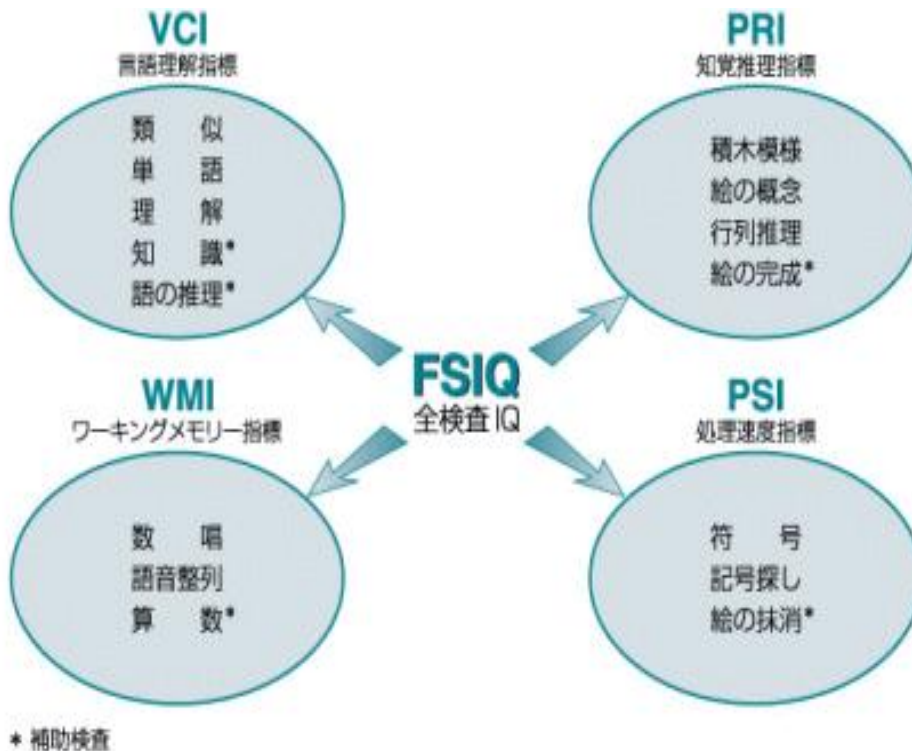 VCI
言語理解指標
類　似
単　語
理　解
知　識*
語の推理*
PRI
知覚推理指標
積木模様
絵の概念
行列推理
絵の完成*
FSIQ
全検査IQ
WMI
ワーキングメモリー指標
数　唱
語音整列
算　数*
PSI
処理速度指標
符　号
記号探し
絵の抹消*
* 補助検査